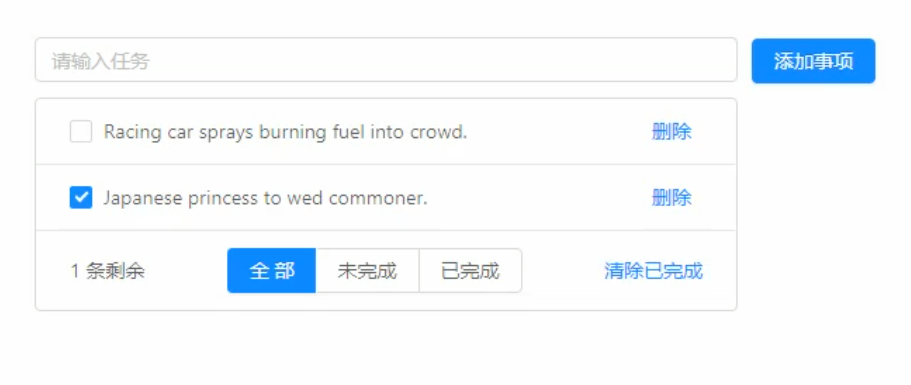 请输入任务 添加事项
Racing car sprays burning fuel into crowd. 删除
Japanese princess to wed commoner. 删除
1 条剩余 全部 未完成 已完成 清除已完成